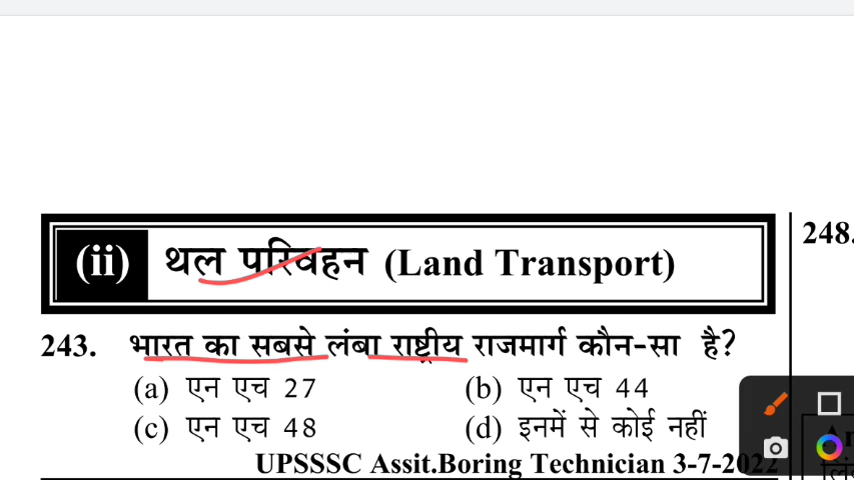 (ii) थल परिवहन (Land Transport)
243. भारत का सबसे लंबा राष्ट्रीय राजमार्ग कौन-सा है?
(a) एन एच 27 (b) एन एच 44
(c) एन एच 48 (d) इनमें से कोई नहीं
UPSSSC Assit.Boring Technician 3-7-2022
248.